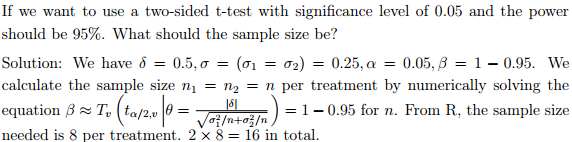 If we want to use a two-sided t-test with significance level of 0.05 and the power
should be 95%. What should the sample size be?
Solution: We have δ = 0.5, σ = (σ₁ = σ₂) = 0.25, α = 0.05, β = 1 − 0.95. We
calculate the sample size n₁ = n₂ = n per treatment by numerically solving the
equation β ≈ Tᵥ (t_{α/2,v} |θ = |δ| / √(σ₁²/n+σ₂²/n)) = 1 − 0.95 for n. From R, the sample size
needed is 8 per treatment. 2 × 8 = 16 in total.